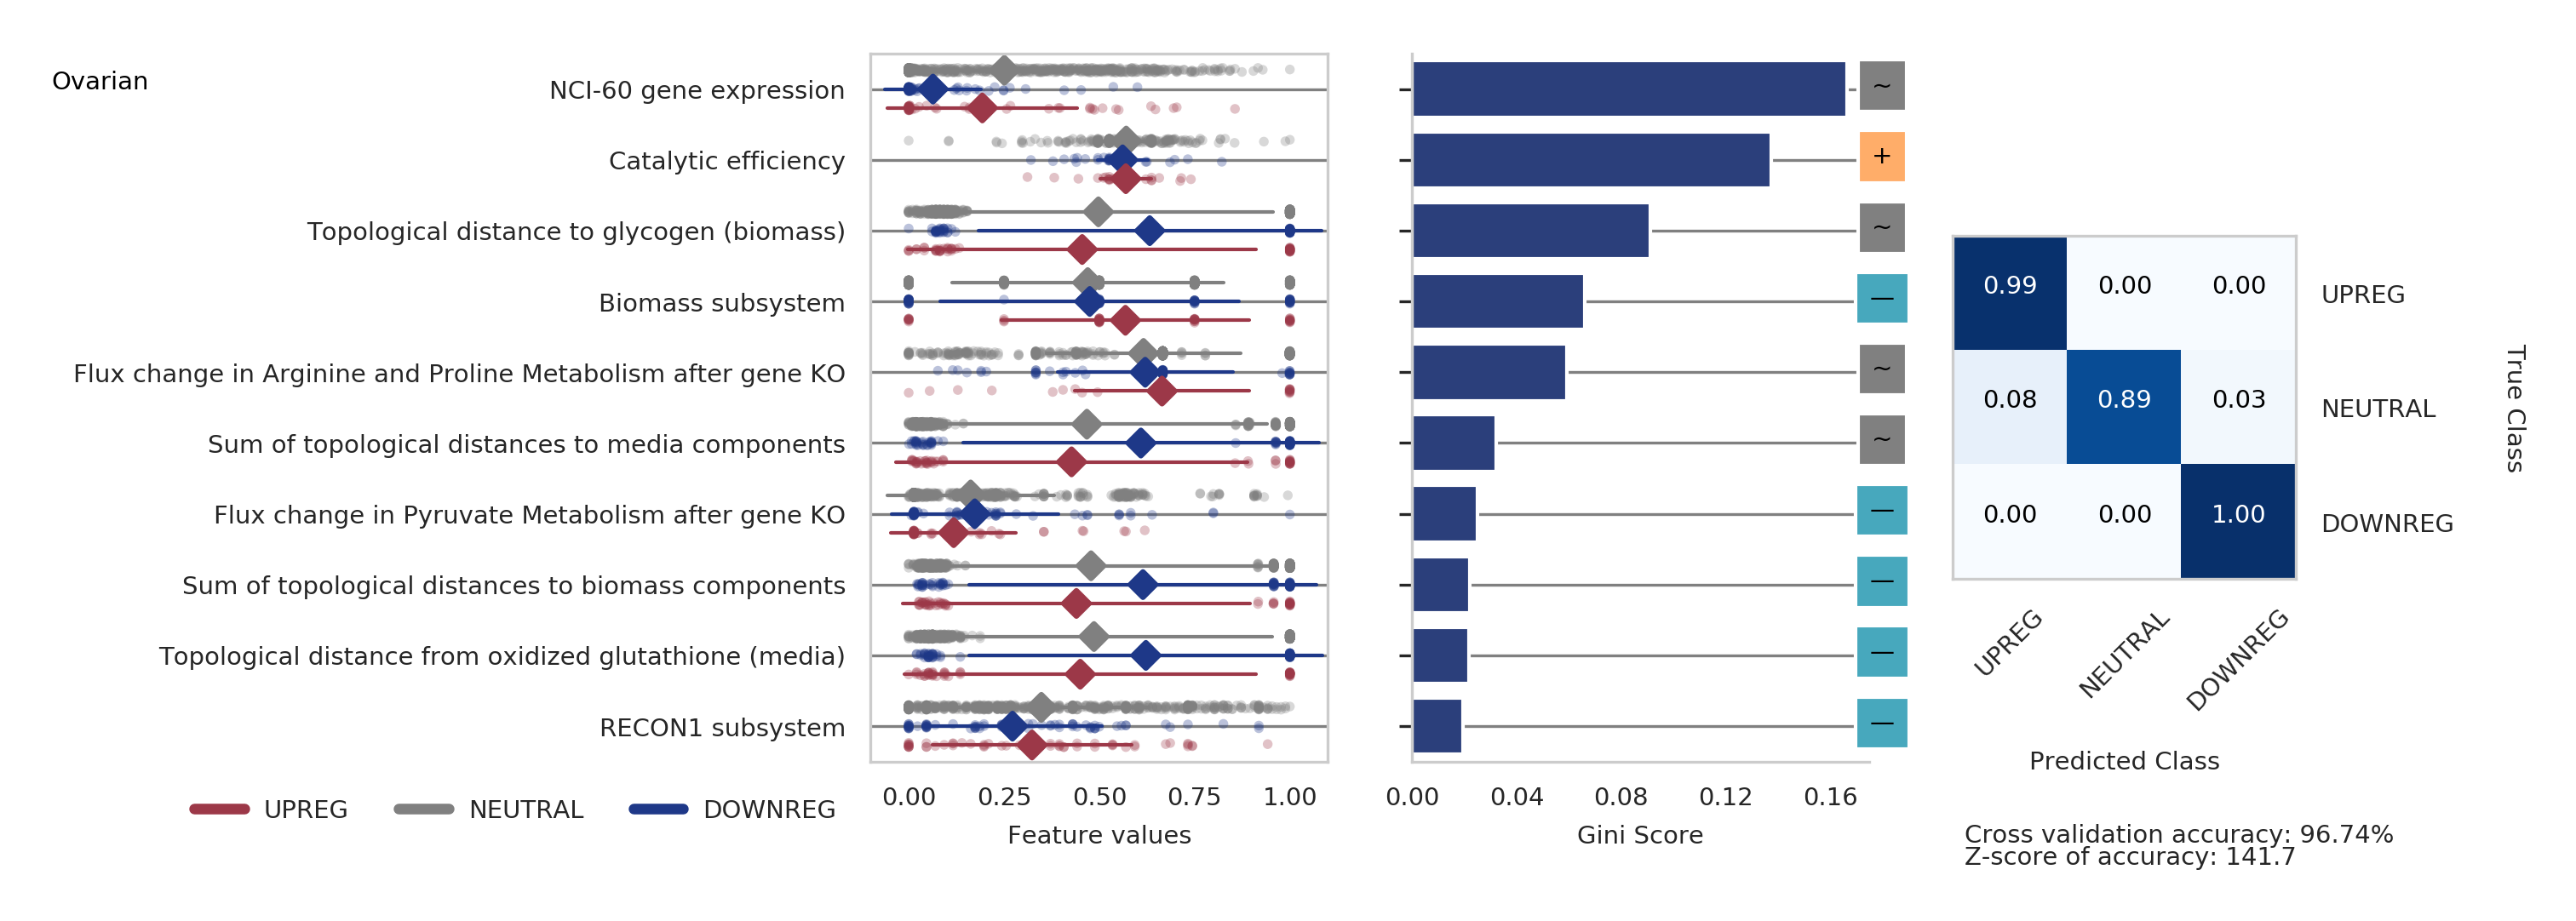 Ovarian
NCI-60 gene expression
Catalytic efficiency
Topological distance to glycogen (biomass)
Biomass subsystem
Flux change in Arginine and Proline Metabolism after gene KO
Sum of topological distances to media components
Flux change in Pyruvate Metabolism after gene KO
Sum of topological distances to biomass components
Topological distance from oxidized glutathione (media)
RECON1 subsystem
UPREG NEUTRAL DOWNREG
0.00 0.25 0.50 0.75 1.00
Feature values
0.00 0.04 0.08 0.12 0.16
Gini Score
~
+
~
—
~
~
—
—
—
—
0.99 0.00 0.00 UPREG
0.08 0.89 0.03 NEUTRAL
0.00 0.00 1.00 DOWNREG
True Class
UPREG NEUTRAL DOWNREG
Predicted Class
Cross validation accuracy: 96.74%
Z-score of accuracy: 141.7